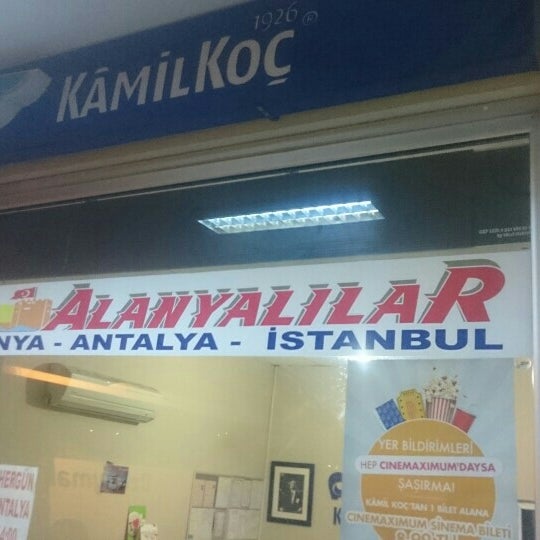 1926 ®
KÂMİLKOÇ
ALANYALILAR
NYA - ANTALYA - İSTANBUL
HERGÜN
NTALYA
YER BİLDİRİMLERİ
HEP CINEMAXIMUM'DAYSA
ŞAŞIRMA!
KÂMİL KOÇ'TAN 1 BİLET ALANA
CINEMAXIMUM SİNEMA BİLETİ
K